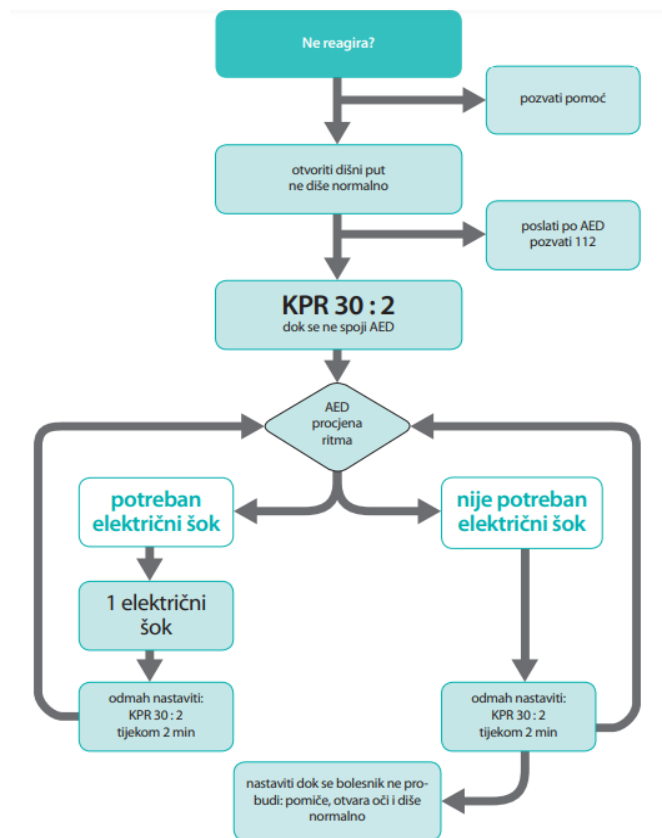 Ne reagira?
pozvati pomoć
otvoriti dišni put
ne diše normalno
poslati po AED
pozvati 112
KPR 30 : 2
dok se ne spoji AED
AED
procjena
ritma
potreban
električni šok
nije potreban
električni šok
1 električni
šok
odmah nastaviti:
KPR 30 : 2
tijekom 2 min
odmah nastaviti:
KPR 30 : 2
tijekom 2 min
nastaviti dok se bolesnik ne pro-
budi: pomiče, otvara oči i diše
normalno